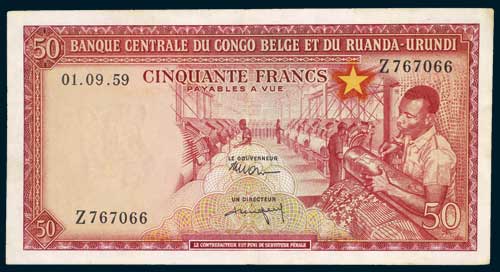 50
BANQUE CENTRALE DU CONGO BELGE ET DU RUANDA-URUNDI
01.09.59
CINQUANTE FRANCS
Z767066
PAYABLES A VUE
LE GOUVERNEUR
UN DIRECTEUR
Z767066
50
50
LE CONTREFACTEUR EST PUNI DE SERVITUDE PÉNALE